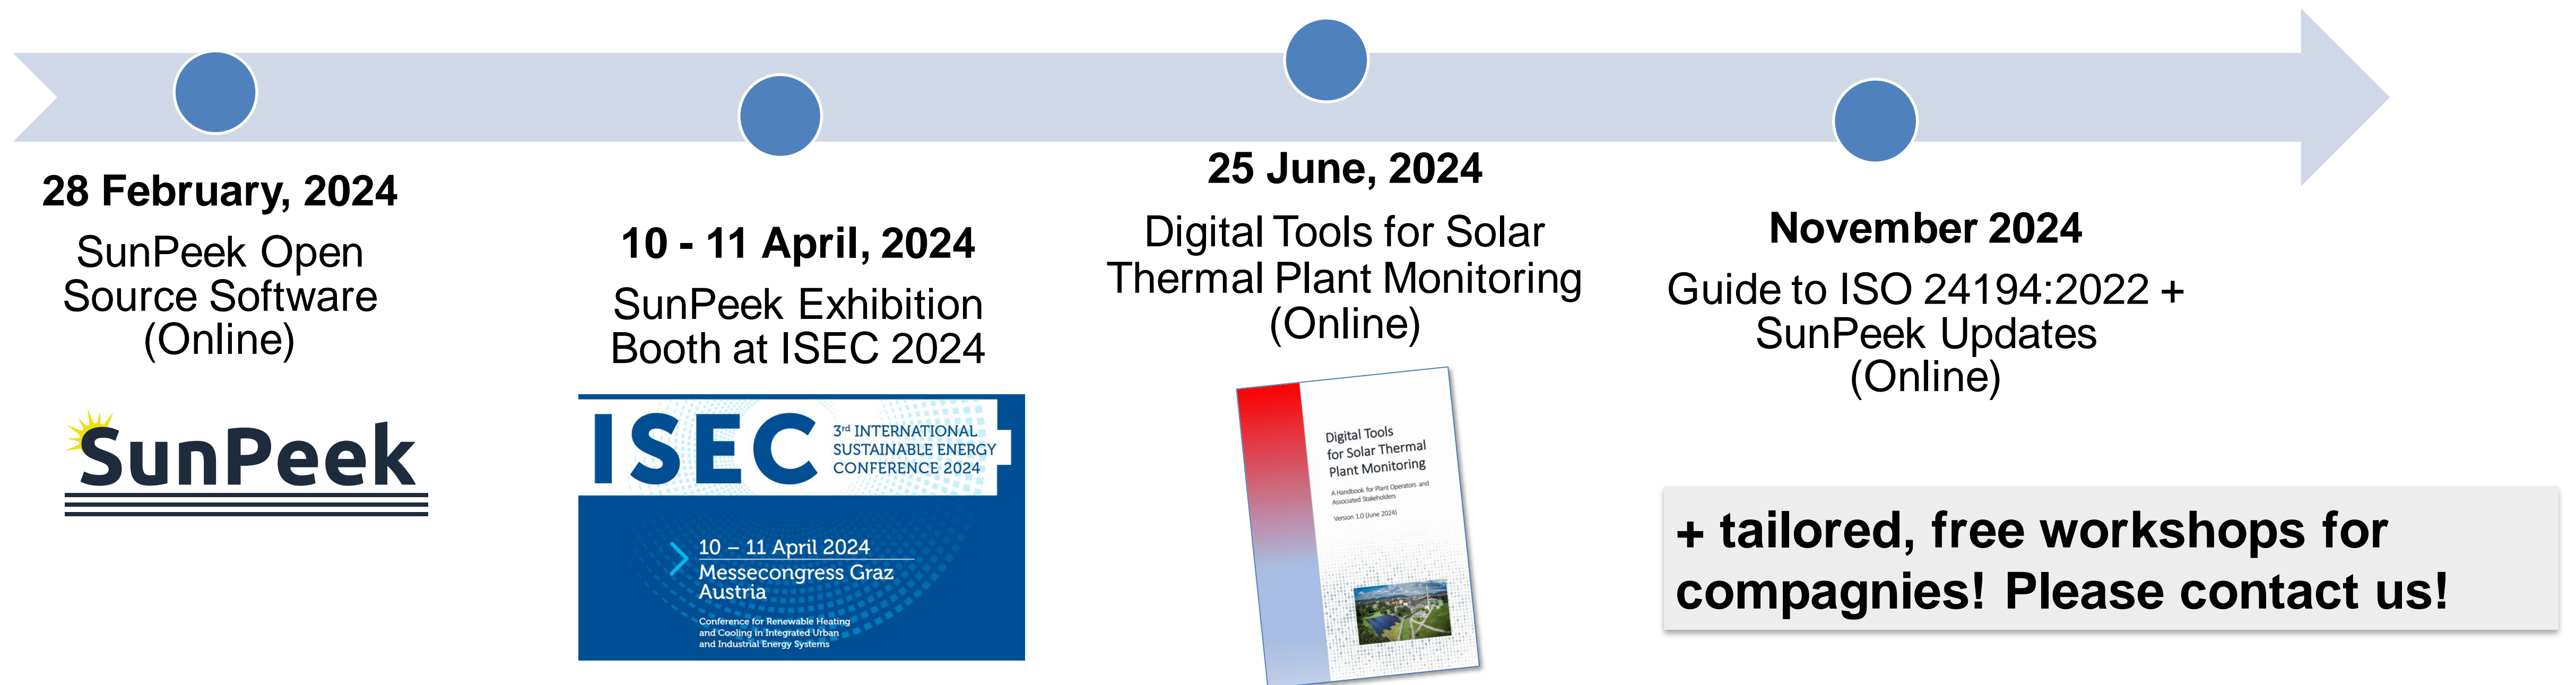 28 February, 2024
SunPeek Open
Source Software
(Online)
SunPeek
10 - 11 April, 2024
SunPeek Exhibition
Booth at ISEC 2024
ISEC
3rd INTERNATIONAL
SUSTAINABLE ENERGY
CONFERENCE 2024
10 – 11 April 2024
Messecongress Graz
Austria
Conference for Renewable Heating
and Cooling in Integrated Urban
and Industrial Energy Systems
25 June, 2024
Digital Tools for Solar
Thermal Plant Monitoring
(Online)
Digital Tools
for Solar Thermal
Plant Monitoring
A Handbook for Plant Operators and
Associated Stakeholders
Version 1.0 (June 2024)
November 2024
Guide to ISO 24194:2022 +
SunPeek Updates
(Online)
+ tailored, free workshops for
compagnies! Please contact us!